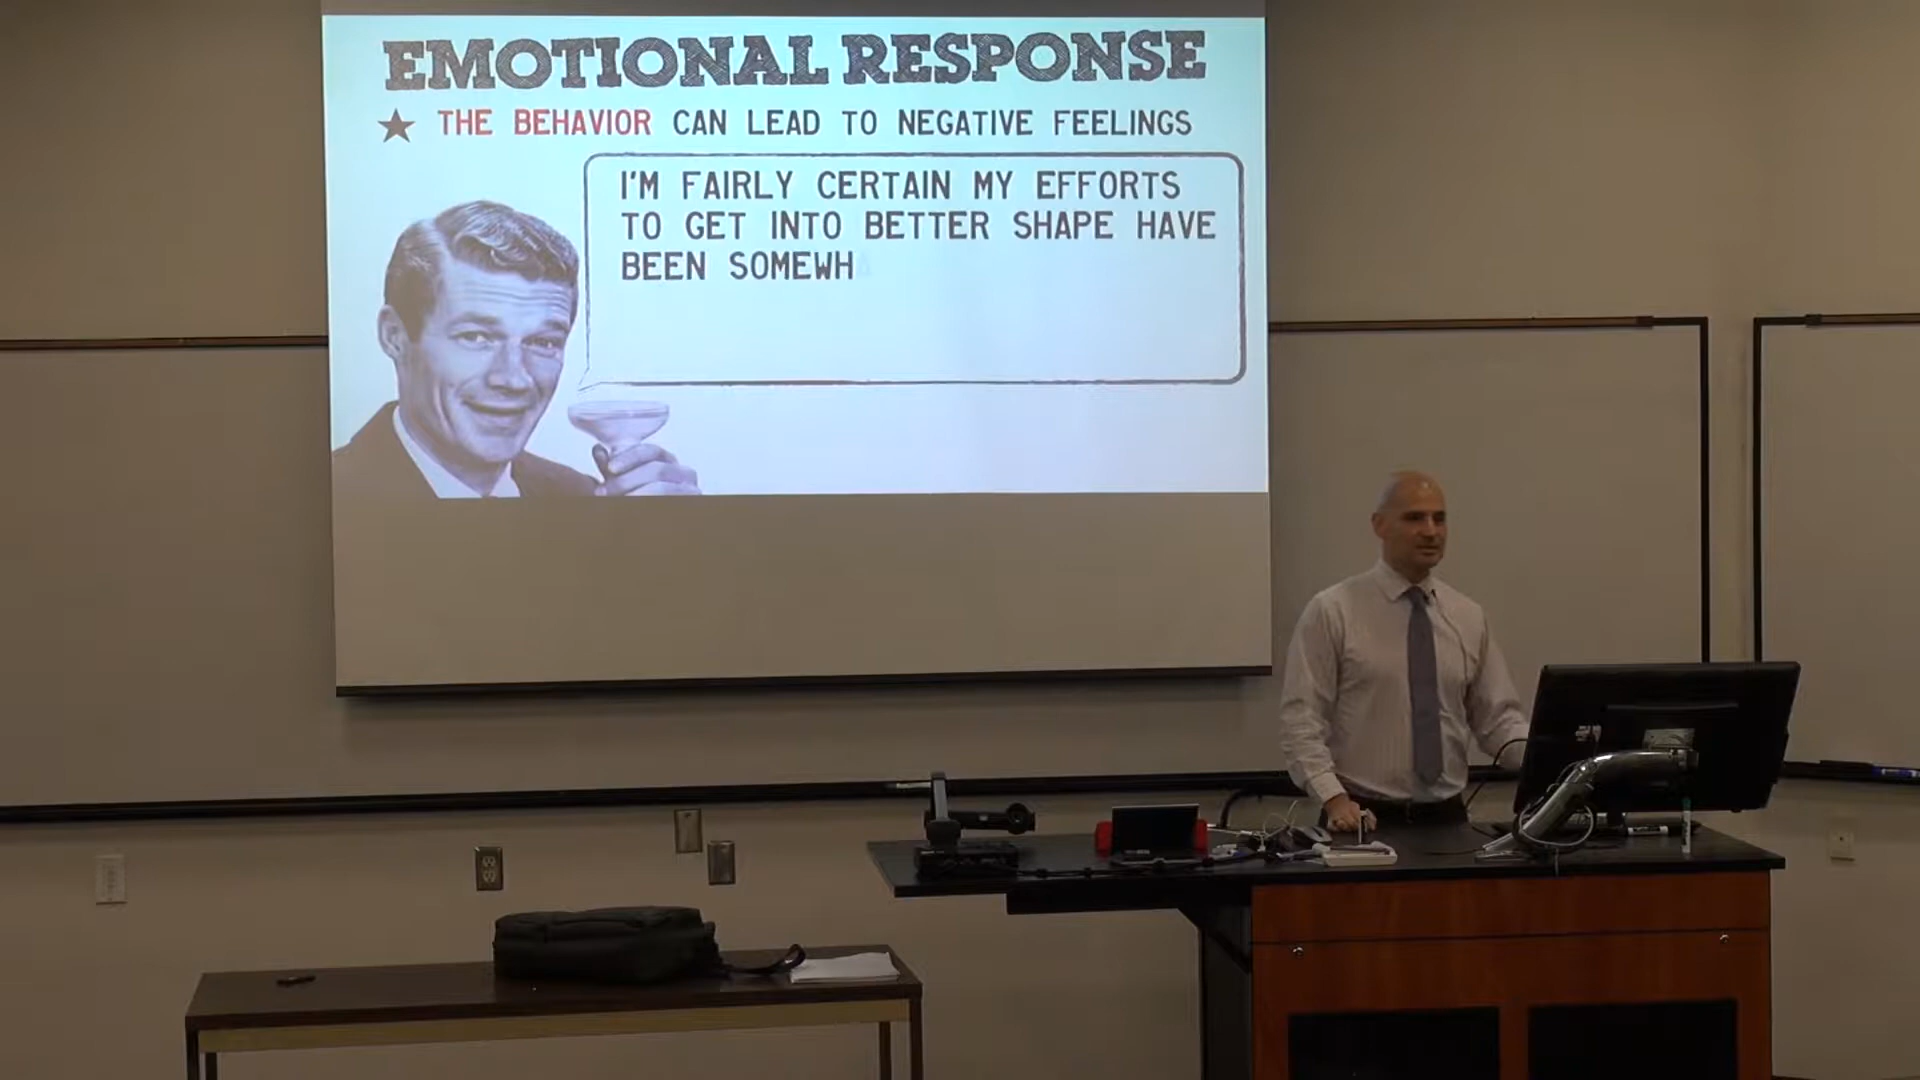 EMOTIONAL RESPONSE
★ THE BEHAVIOR CAN LEAD TO NEGATIVE FEELINGS
I'M FAIRLY CERTAIN MY EFFORTS
TO GET INTO BETTER SHAPE HAVE
BEEN SOMEWH